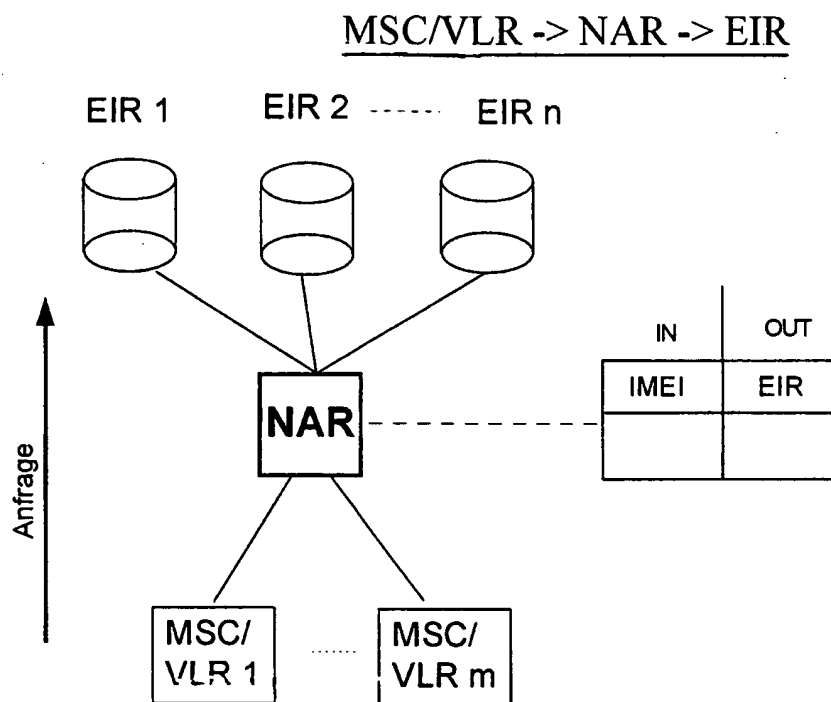 MSC/VLR -> NAR -> EIR
EIR 1 EIR 2 ----- EIR n
IN OUT
IMEI EIR
NAR
Anfrage
MSC/ ...... MSC/
VLR 1 VLR m